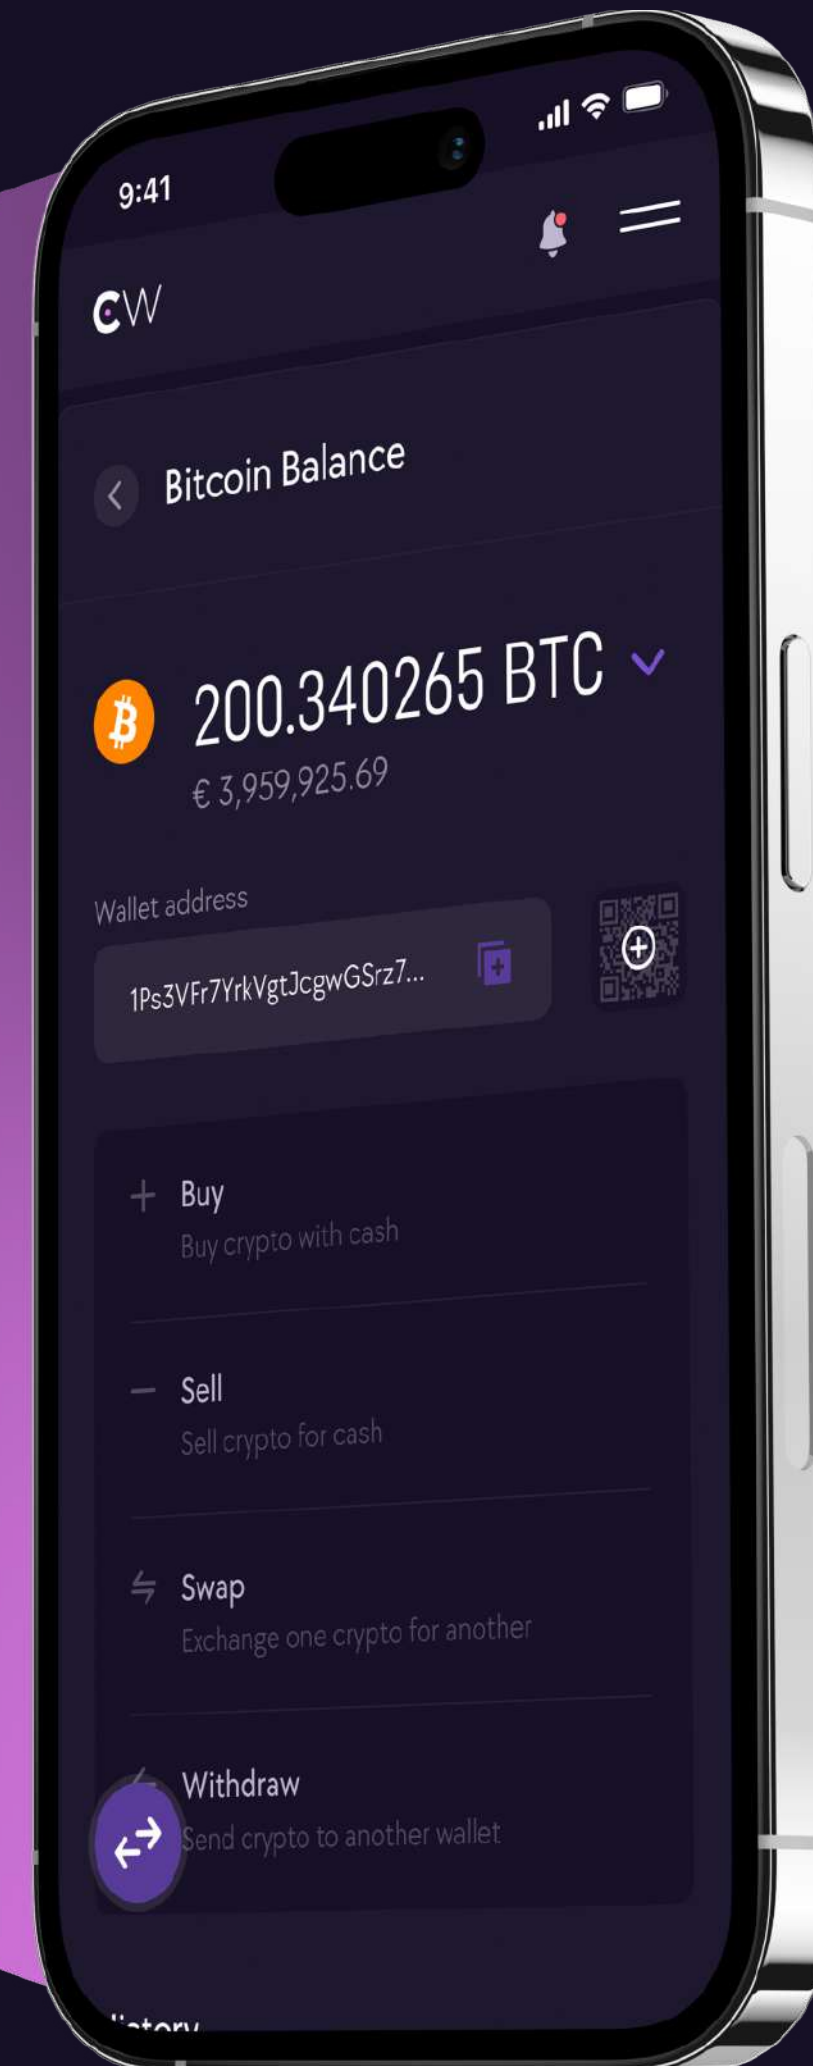 9:41
CW
Bitcoin Balance
200.340265 BTC
€ 3,959,925.69
Wallet address
1Ps3VFr7YrkVgtJcgwGSrz7...
Buy
Buy crypto with cash
Sell
Sell crypto for cash
Swap
Exchange one crypto for another
Withdraw
Send crypto to another wallet